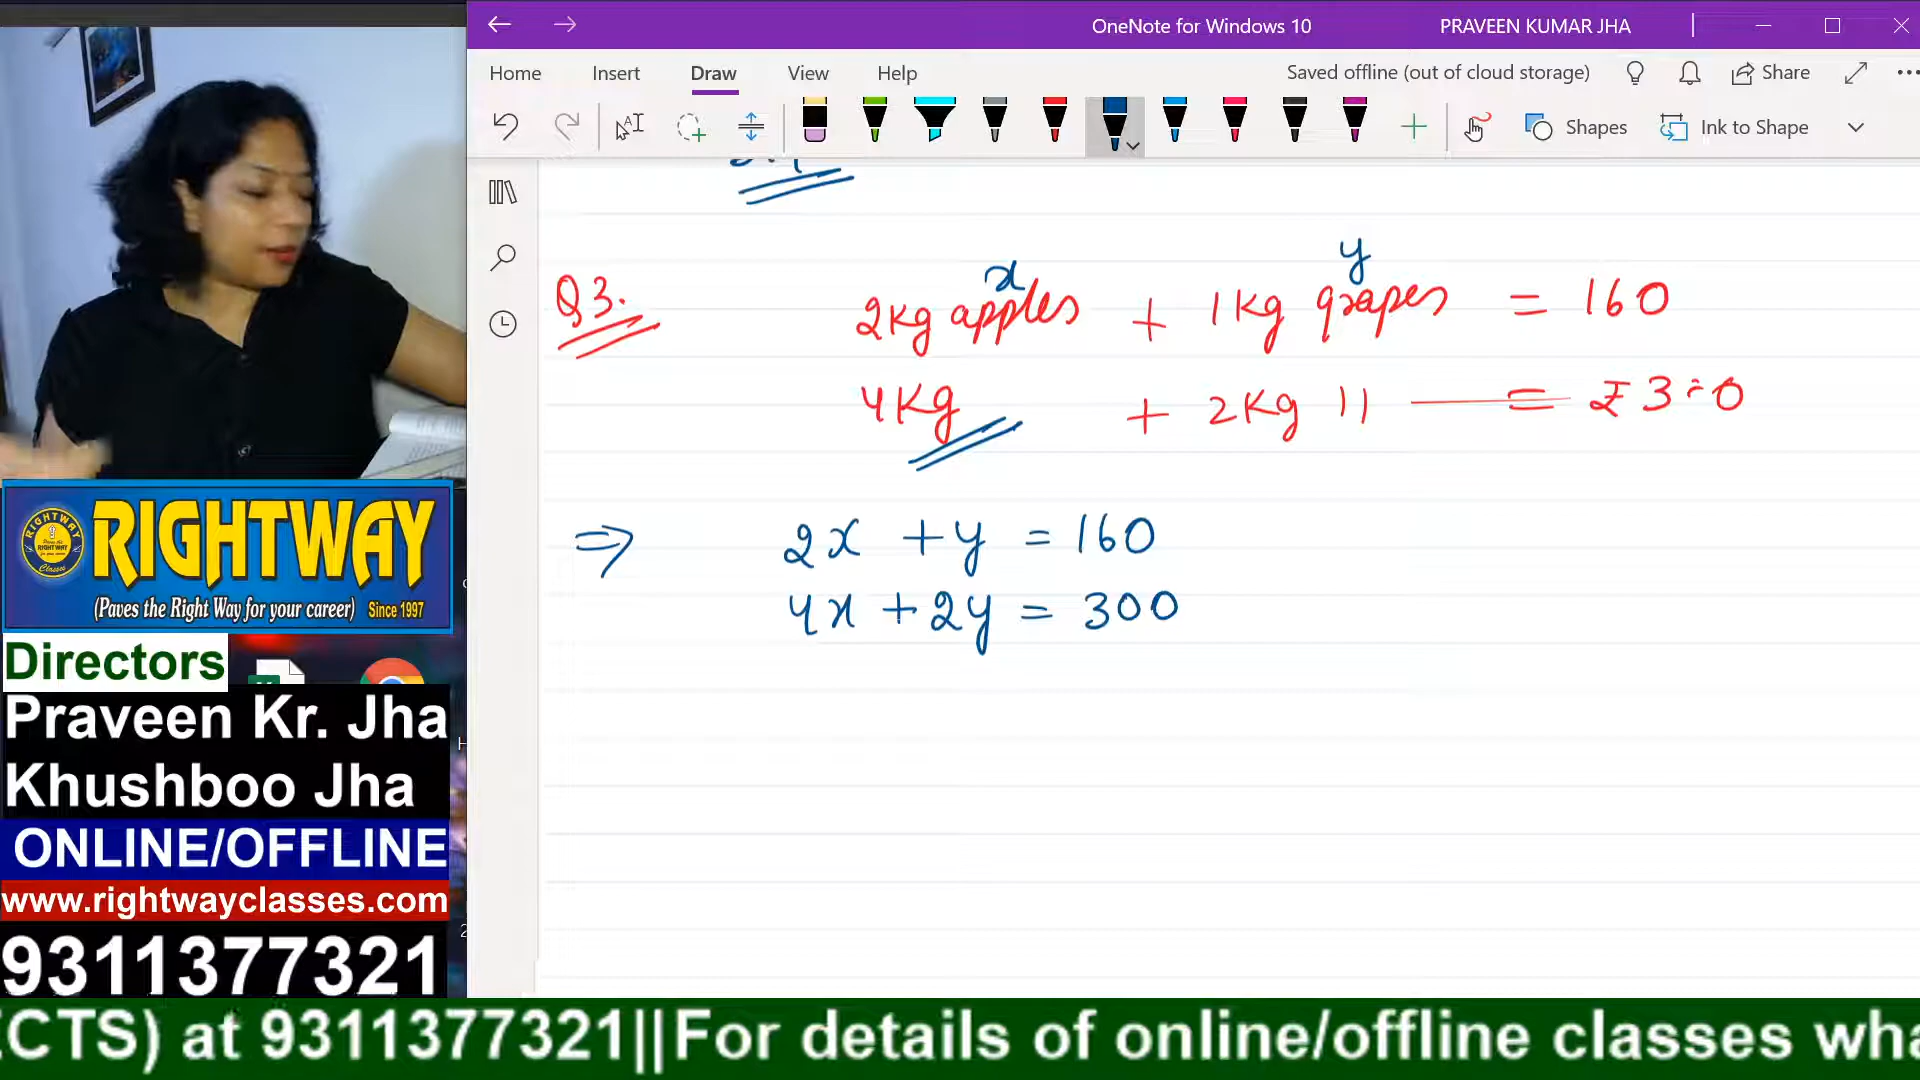 OneNote for Windows 10
PRAVEEN KUMAR JHA
Home Insert Draw View Help
Saved offline (out of cloud storage)
Share
Shapes
Ink to Shape
x y
Q3. 2Kg apples + 1Kg grapes = 160
4Kg + 2Kg 11 = ₹ 300
⇒ 2x + y = 160
4x + 2y = 300
RIGHTWAY
(Paves the Right Way for your career) Since 1997
Directors
Praveen Kr. Jha
Khushboo Jha
ONLINE/OFFLINE
www.rightwayclasses.com
9311377321
ECTS) at 9311377321||For details of online/offline classes wha